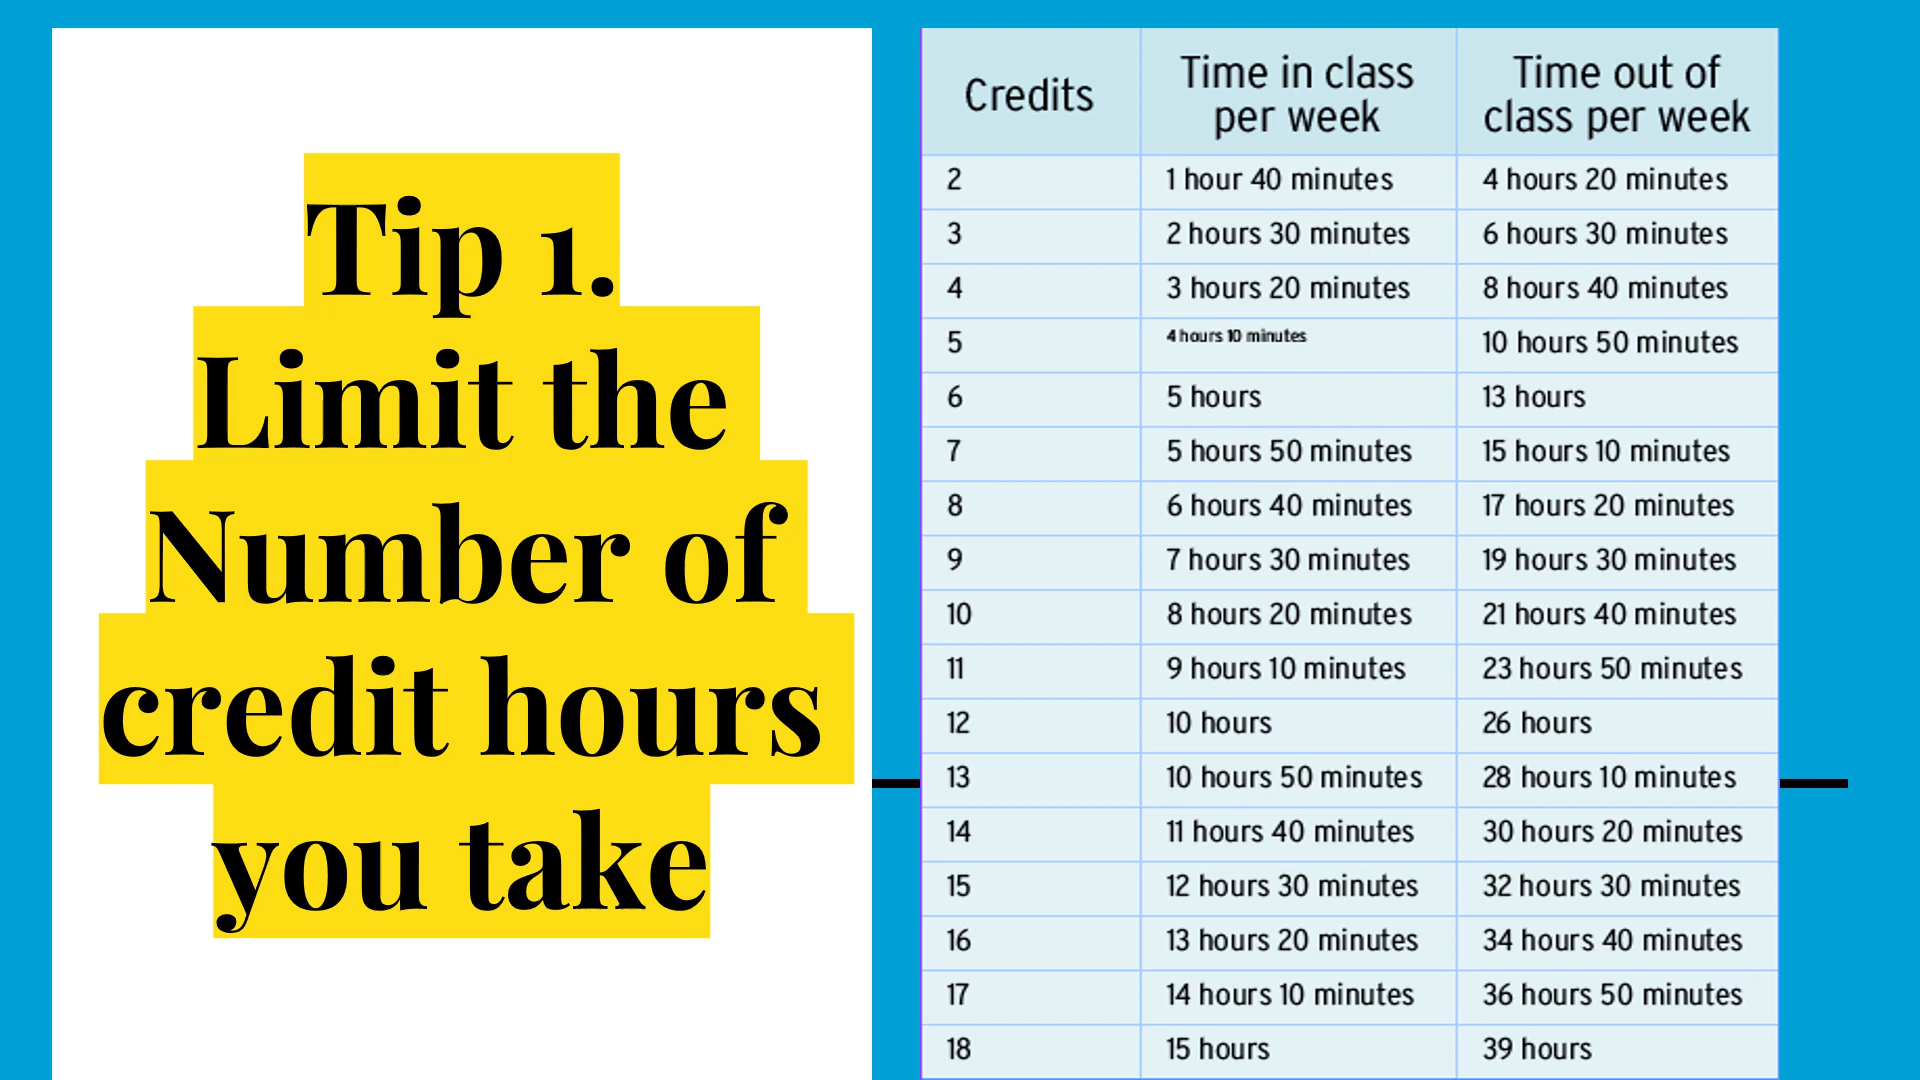 Tip 1.
Limit the
Number of
credit hours
you take
Credits
Time in class
per week
Time out of
class per week
2 1 hour 40 minutes 4 hours 20 minutes
3 2 hours 30 minutes 6 hours 30 minutes
4 3 hours 20 minutes 8 hours 40 minutes
5 4 hours 10 minutes 10 hours 50 minutes
6 5 hours 13 hours
7 5 hours 50 minutes 15 hours 10 minutes
8 6 hours 40 minutes 17 hours 20 minutes
9 7 hours 30 minutes 19 hours 30 minutes
10 8 hours 20 minutes 21 hours 40 minutes
11 9 hours 10 minutes 23 hours 50 minutes
12 10 hours 26 hours
13 10 hours 50 minutes 28 hours 10 minutes
14 11 hours 40 minutes 30 hours 20 minutes
15 12 hours 30 minutes 32 hours 30 minutes
16 13 hours 20 minutes 34 hours 40 minutes
17 14 hours 10 minutes 36 hours 50 minutes
18 15 hours 39 hours